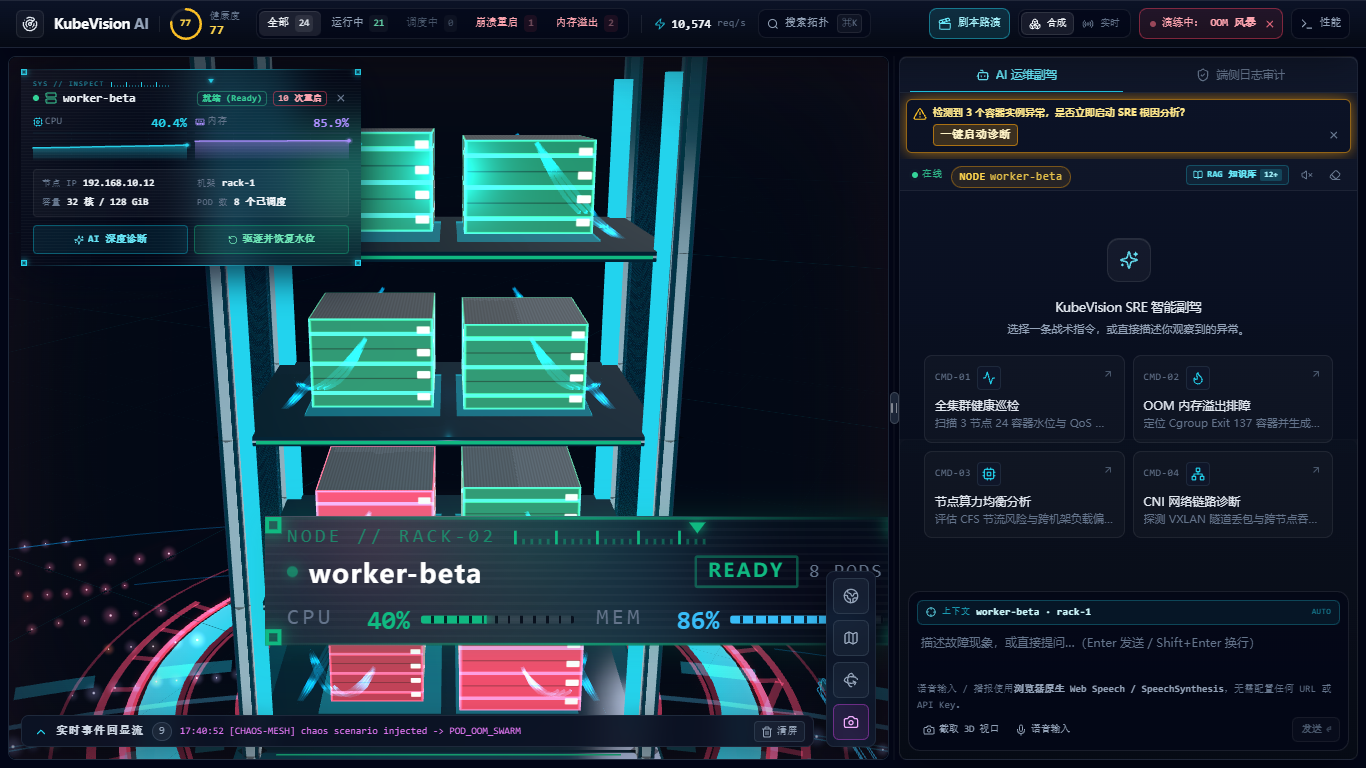 KubeVision AI
77
健康度
77
全部 24
运行中 21
调度中 0
崩溃重启 1
内存溢出 2
10,574 req/s
搜索拓扑 ⌘K
剧本路演
合成
实时
演练中: OOM 风暴 ×
性能
SYS // INSPECT
worker-beta
就绪 (Ready)
10 次重启
CPU 40.4%
内存 85.9%
节点 IP 192.168.10.12
机架 rack-1
容量 32 核 / 128 GiB
POD 数 8 个已调度
AI 深度诊断
驱逐并恢复水位
NODE // RACK-02
worker-beta
READY
8 PODS
CPU 40%
MEM 86%
实时事件回显流 9
17:40:52 [CHAOS-MESH] chaos scenario injected -> POD_OOM_SWARM
清屏
AI 运维副驾
端侧日志审计
检测到 3 个容器实例异常，是否立即启动 SRE 根因分析?
一键启动诊断
在线
NODE worker-beta
RAG 知识库 12+
KubeVision SRE 智能副驾
选择一条战术指令，或直接描述你观察到的异常。
CMD-01
全集群健康巡检
扫描 3 节点 24 容器水位与 QoS ...
CMD-02
OOM 内存溢出排障
定位 Cgroup Exit 137 容器并生成...
CMD-03
节点算力均衡分析
评估 CFS 节流风险与跨机架负载偏...
CMD-04
CNI 网络链路诊断
探测 VXLAN 隧道丢包与跨节点吞...
上下文 worker-beta · rack-1
AUTO
描述故障现象，或直接提问...（Enter 发送 / Shift+Enter 换行）
语音输入 / 播报使用浏览器原生 Web Speech / SpeechSynthesis，无需配置任何 URL 或
API Key。
截取 3D 视口
语音输入
发送